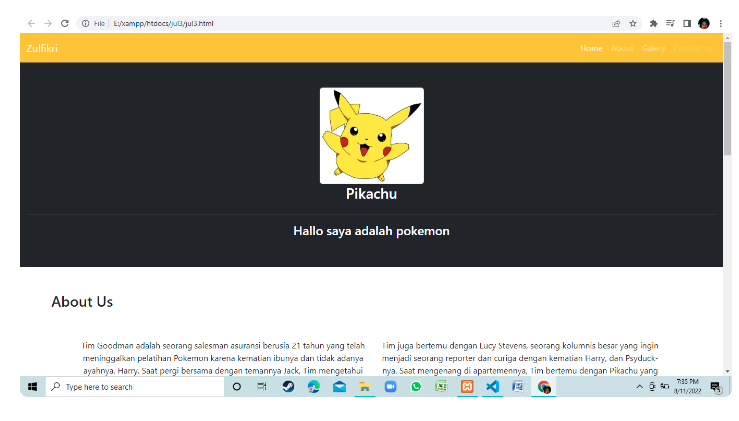 File
E:/xampp/htdocs/jul3/jul3.html
Zulfikri
Home About Galery Contact us
Pikachu
Hallo saya adalah pokemon
About Us
Tim Goodman adalah seorang salesman asuransi berusia 21 tahun yang telah
meninggalkan pelatihan Pokemon karena kematian ibunya dan tidak adanya
ayahnya, Harry. Saat pergi bersama dengan temannya Jack, Tim mengetahui
Tim juga bertemu dengan Lucy Stevens, seorang kolumnis besar yang ingin
menjadi seorang reporter dan curiga dengan kematian Harry, dan Psyduck-
nya. Saat mengenang di apartemennya, Tim bertemu dengan Pikachu yang
Type here to search
7:35 PM
8/11/2022